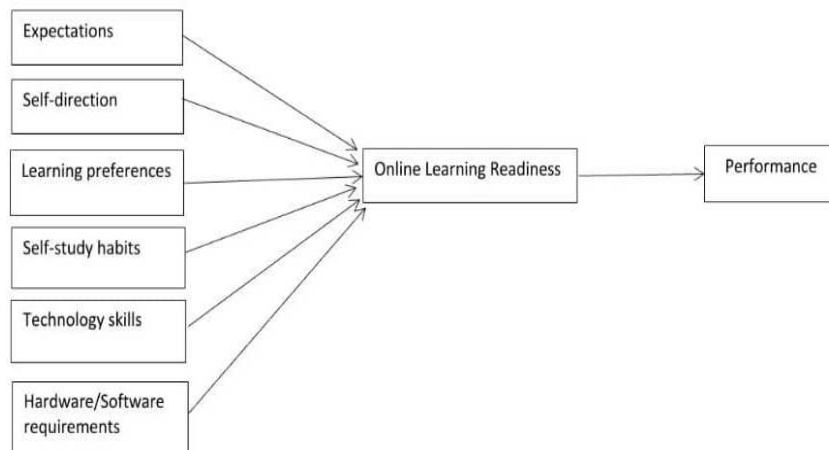 Expectations
Self-direction
Learning preferences
Self-study habits
Technology skills
Hardware/Software
requirements
Online Learning Readiness
Performance